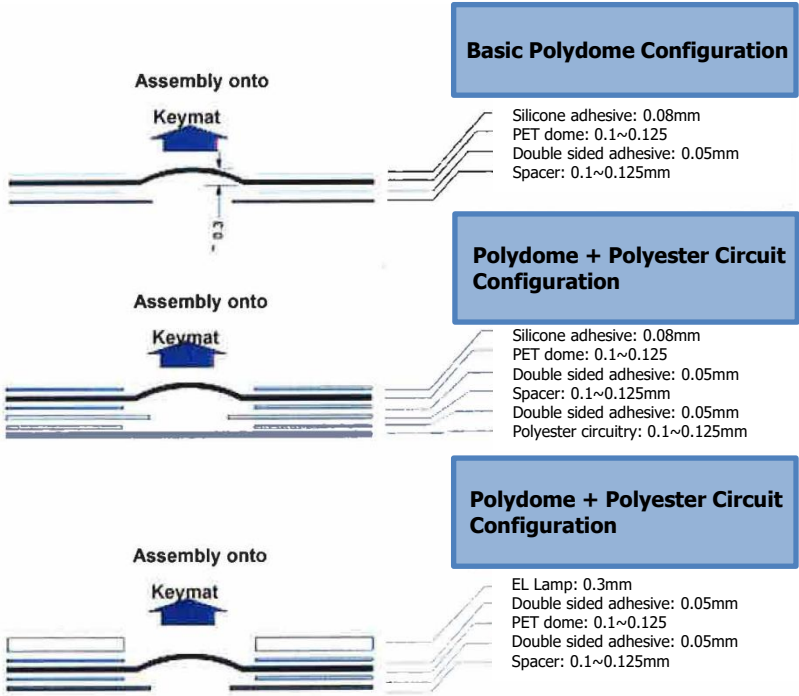 Basic Polydome Configuration
Assembly onto
Keymat
Silicone adhesive: 0.08mm
PET dome: 0.1~0.125
Double sided adhesive: 0.05mm
Spacer: 0.1~0.125mm
~ 0.3
Polydome + Polyester Circuit
Configuration
Assembly onto
Keymat
Silicone adhesive: 0.08mm
PET dome: 0.1~0.125
Double sided adhesive: 0.05mm
Spacer: 0.1~0.125mm
Double sided adhesive: 0.05mm
Polyester circuitry: 0.1~0.125mm
Polydome + Polyester Circuit
Configuration
Assembly onto
Keymat
EL Lamp: 0.3mm
Double sided adhesive: 0.05mm
PET dome: 0.1~0.125
Double sided adhesive: 0.05mm
Spacer: 0.1~0.125mm